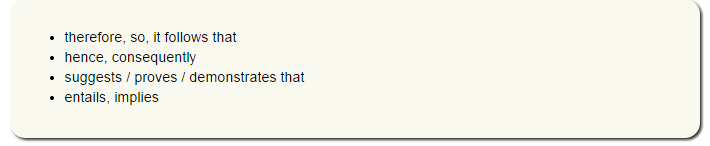 therefore, so, it follows that
hence, consequently
suggests / proves / demonstrates that
entails, implies